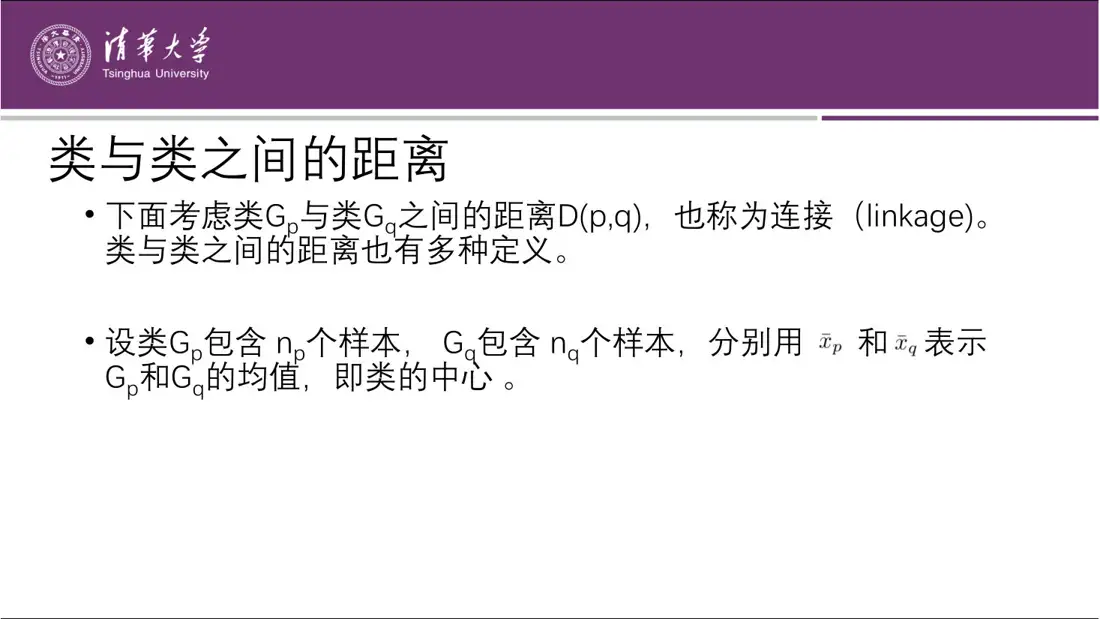 清华大学
Tsinghua University
类与类之间的距离
• 下面考虑类Gp与类Gq之间的距离D(p,q)，也称为连接（linkage)。
类与类之间的距离也有多种定义。
• 设类Gp包含 np个样本， Gq包含 nq个样本，分别用 x̄p 和 x̄q 表示
Gp和Gq的均值，即类的中心 。